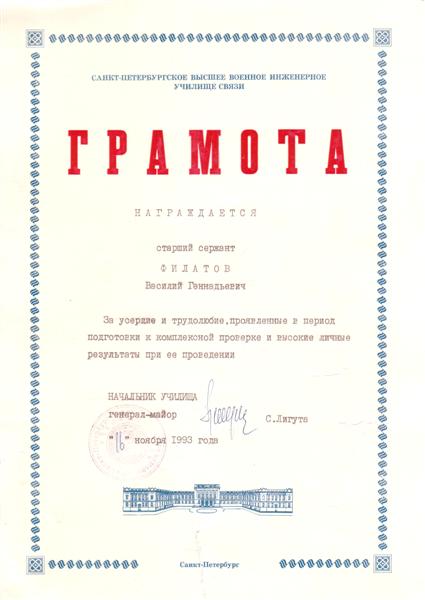 САНКТ-ПЕТЕРБУРГСКОЕ ВЫСШЕЕ ВОЕННОЕ ИНЖЕНЕРНОЕ
УЧИЛИЩЕ СВЯЗИ
ГРАМОТА
НАГРАЖДАЕТСЯ
старший сержант
ФИЛАТОВ
Василий Геннадьевич
За усердие и трудолюбие,проявленные в период
подготовки к комплексной проверке и высокие личные
результаты при ее проведении
НАЧАЛЬНИК УЧИЛИЩА
генерал-майор С.Лигута
"16" ноября 1993 года
Санкт-Петербург